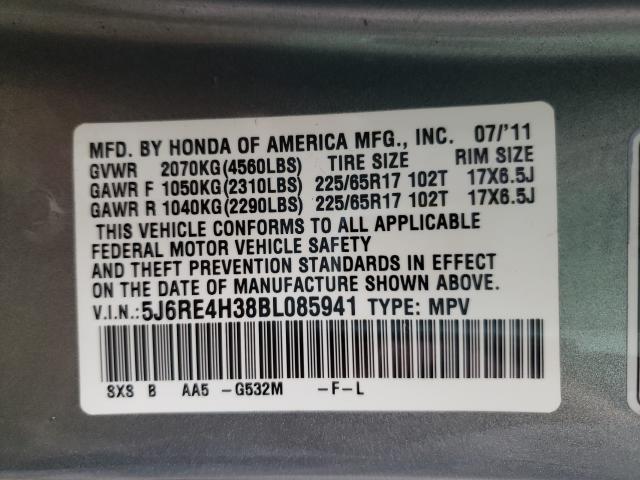 MFD. BY HONDA OF AMERICA MFG., INC. 07/'11
GVWR 2070KG(4560LBS) TIRE SIZE RIM SIZE
GAWR F 1050KG(2310LBS) 225/65R17 102T 17X6.5J
GAWR R 1040KG(2290LBS) 225/65R17 102T 17X6.5J
THIS VEHICLE CONFORMS TO ALL APPLICABLE
FEDERAL MOTOR VEHICLE SAFETY
AND THEFT PREVENTION STANDARDS IN EFFECT
ON THE DATE OF MANUFACTURE SHOWN ABOVE.
V.I.N.:5J6RE4H38BL085941 TYPE: MPV
SXS B AA5 -G532M -F-L